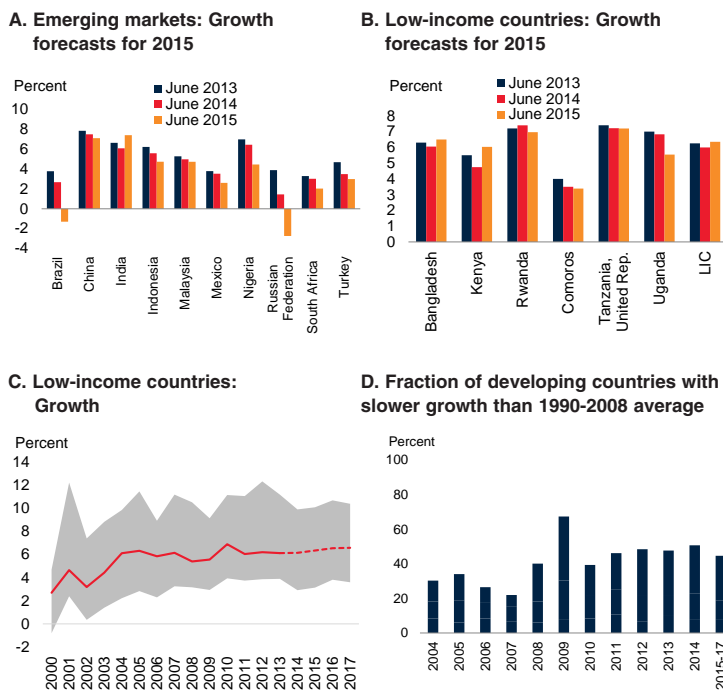 A. Emerging markets: Growth
forecasts for 2015
Percent
June 2013
June 2014
June 2015
10
8
6
4
2
0
-2
-4
Brazil
China
India
Indonesia
Malaysia
Mexico
Nigeria
Russian
Federation
South Africa
Turkey
B. Low-income countries: Growth
forecasts for 2015
Percent
June 2013
June 2014
June 2015
8
7
6
5
4
3
2
1
0
Bangladesh
Kenya
Rwanda
Comoros
Tanzania,
United Rep.
Uganda
LIC
C. Low-income countries:
Growth
Percent
14
12
10
8
6
4
2
0
-2
2000
2001
2002
2003
2004
2005
2006
2007
2008
2009
2010
2011
2012
2013
2014
2015
2016
2017
D. Fraction of developing countries with
slower growth than 1990-2008 average
Percent
100
80
60
40
20
0
2004
2005
2006
2007
2008
2009
2010
2011
2012
2013
2014
2015-17